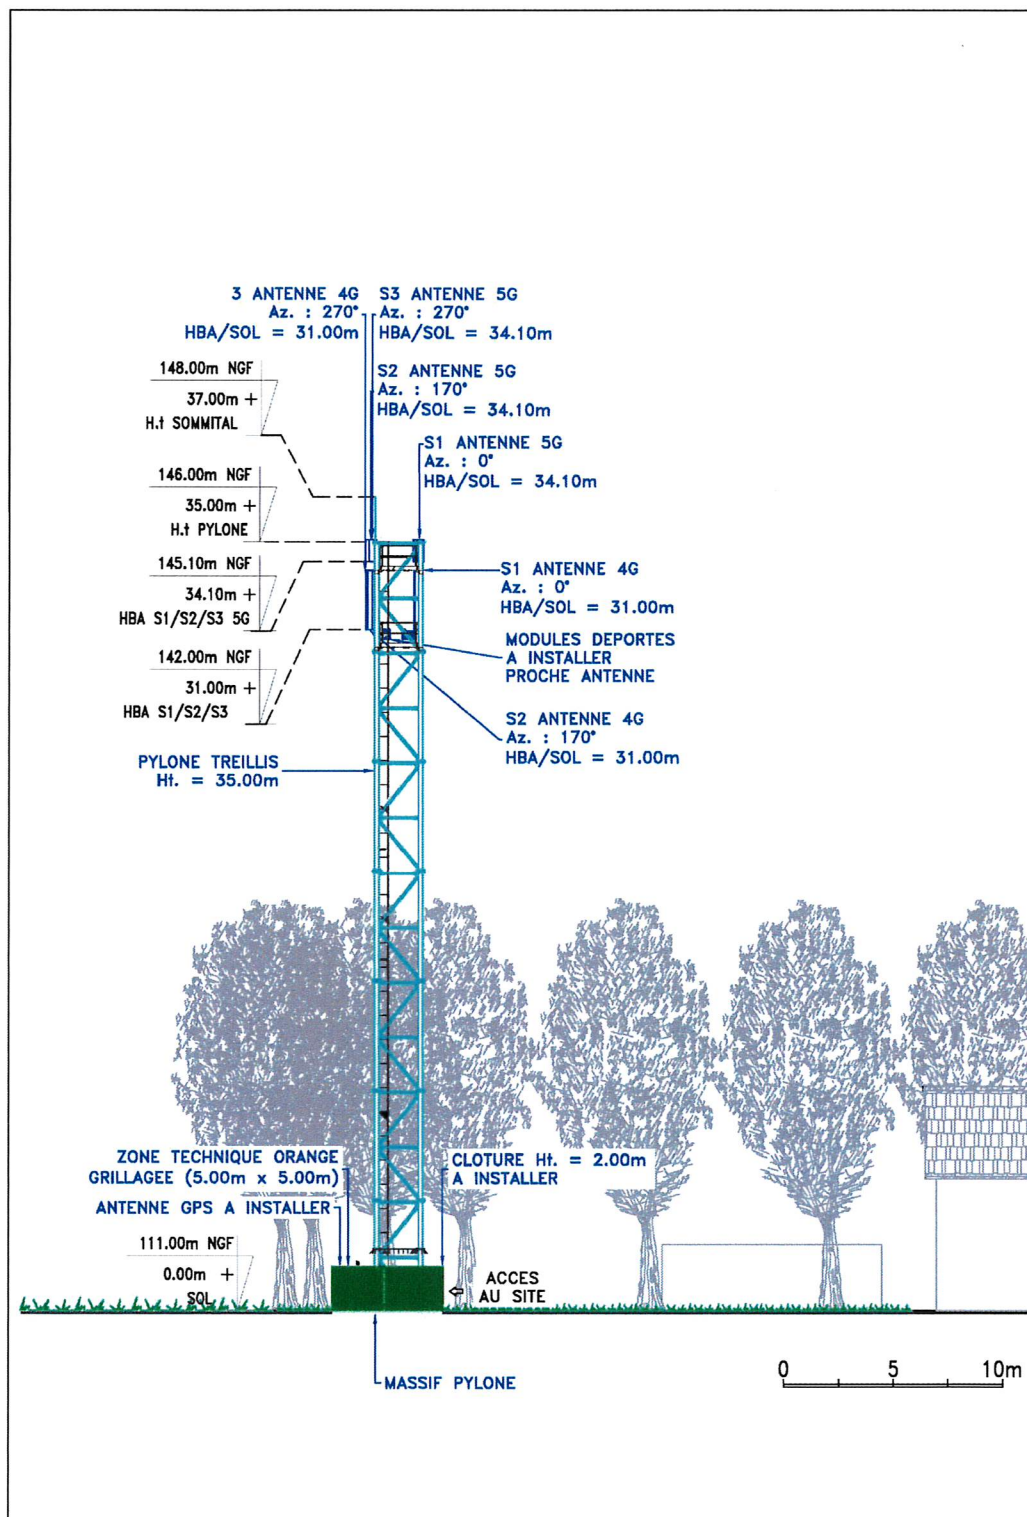 3 ANTENNE 4G
Az. : 270°
HBA/SOL = 31.00m
S3 ANTENNE 5G
Az. : 270°
HBA/SOL = 34.10m
148.00m NGF
37.00m +
H.t SOMMITAL
S2 ANTENNE 5G
Az. : 170°
HBA/SOL = 34.10m
S1 ANTENNE 5G
Az. : 0°
HBA/SOL = 34.10m
146.00m NGF
35.00m +
H.t PYLONE
145.10m NGF
34.10m +
HBA S1/S2/S3 5G
S1 ANTENNE 4G
Az. : 0°
HBA/SOL = 31.00m
MODULES DEPORTES
A INSTALLER
PROCHE ANTENNE
142.00m NGF
31.00m +
HBA S1/S2/S3
S2 ANTENNE 4G
Az. : 170°
HBA/SOL = 31.00m
PYLONE TREILLIS
Ht. = 35.00m
ZONE TECHNIQUE ORANGE
GRILLAGEE (5.00m x 5.00m)
ANTENNE GPS A INSTALLER
CLOTURE Ht. = 2.00m
A INSTALLER
111.00m NGF
0.00m +
SOL
ACCES
AU SITE
MASSIF PYLONE
0 5 10m